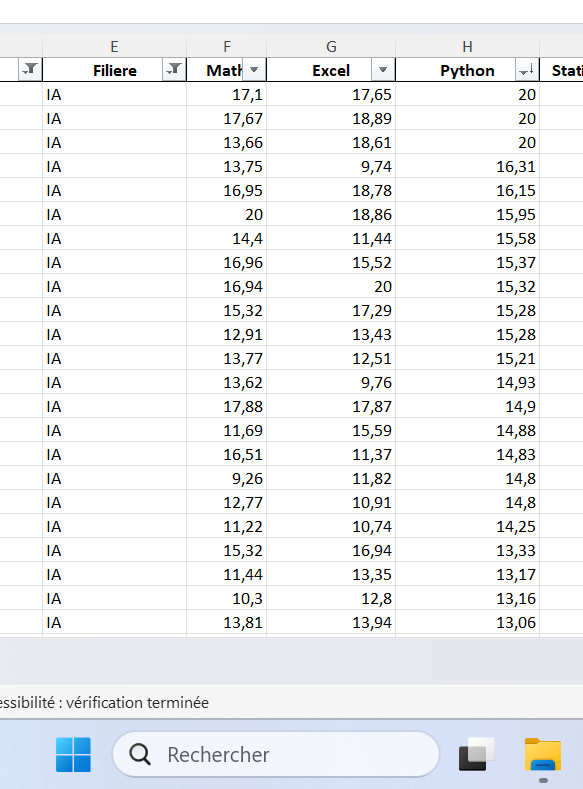 E F G H
Filiere Math Excel Python Stati
IA 17,1 17,65 20
IA 17,67 18,89 20
IA 13,66 18,61 20
IA 13,75 9,74 16,31
IA 16,95 18,78 16,15
IA 20 18,86 15,95
IA 14,4 11,44 15,58
IA 16,96 15,52 15,37
IA 16,94 20 15,32
IA 15,32 17,29 15,28
IA 12,91 13,43 15,28
IA 13,77 12,51 15,21
IA 13,62 9,76 14,93
IA 17,88 17,87 14,9
IA 11,69 15,59 14,88
IA 16,51 11,37 14,83
IA 9,26 11,82 14,8
IA 12,77 10,91 14,8
IA 11,22 10,74 14,25
IA 15,32 16,94 13,33
IA 11,44 13,35 13,17
IA 10,3 12,8 13,16
IA 13,81 13,94 13,06
essibilité : vérification terminée
Rechercher